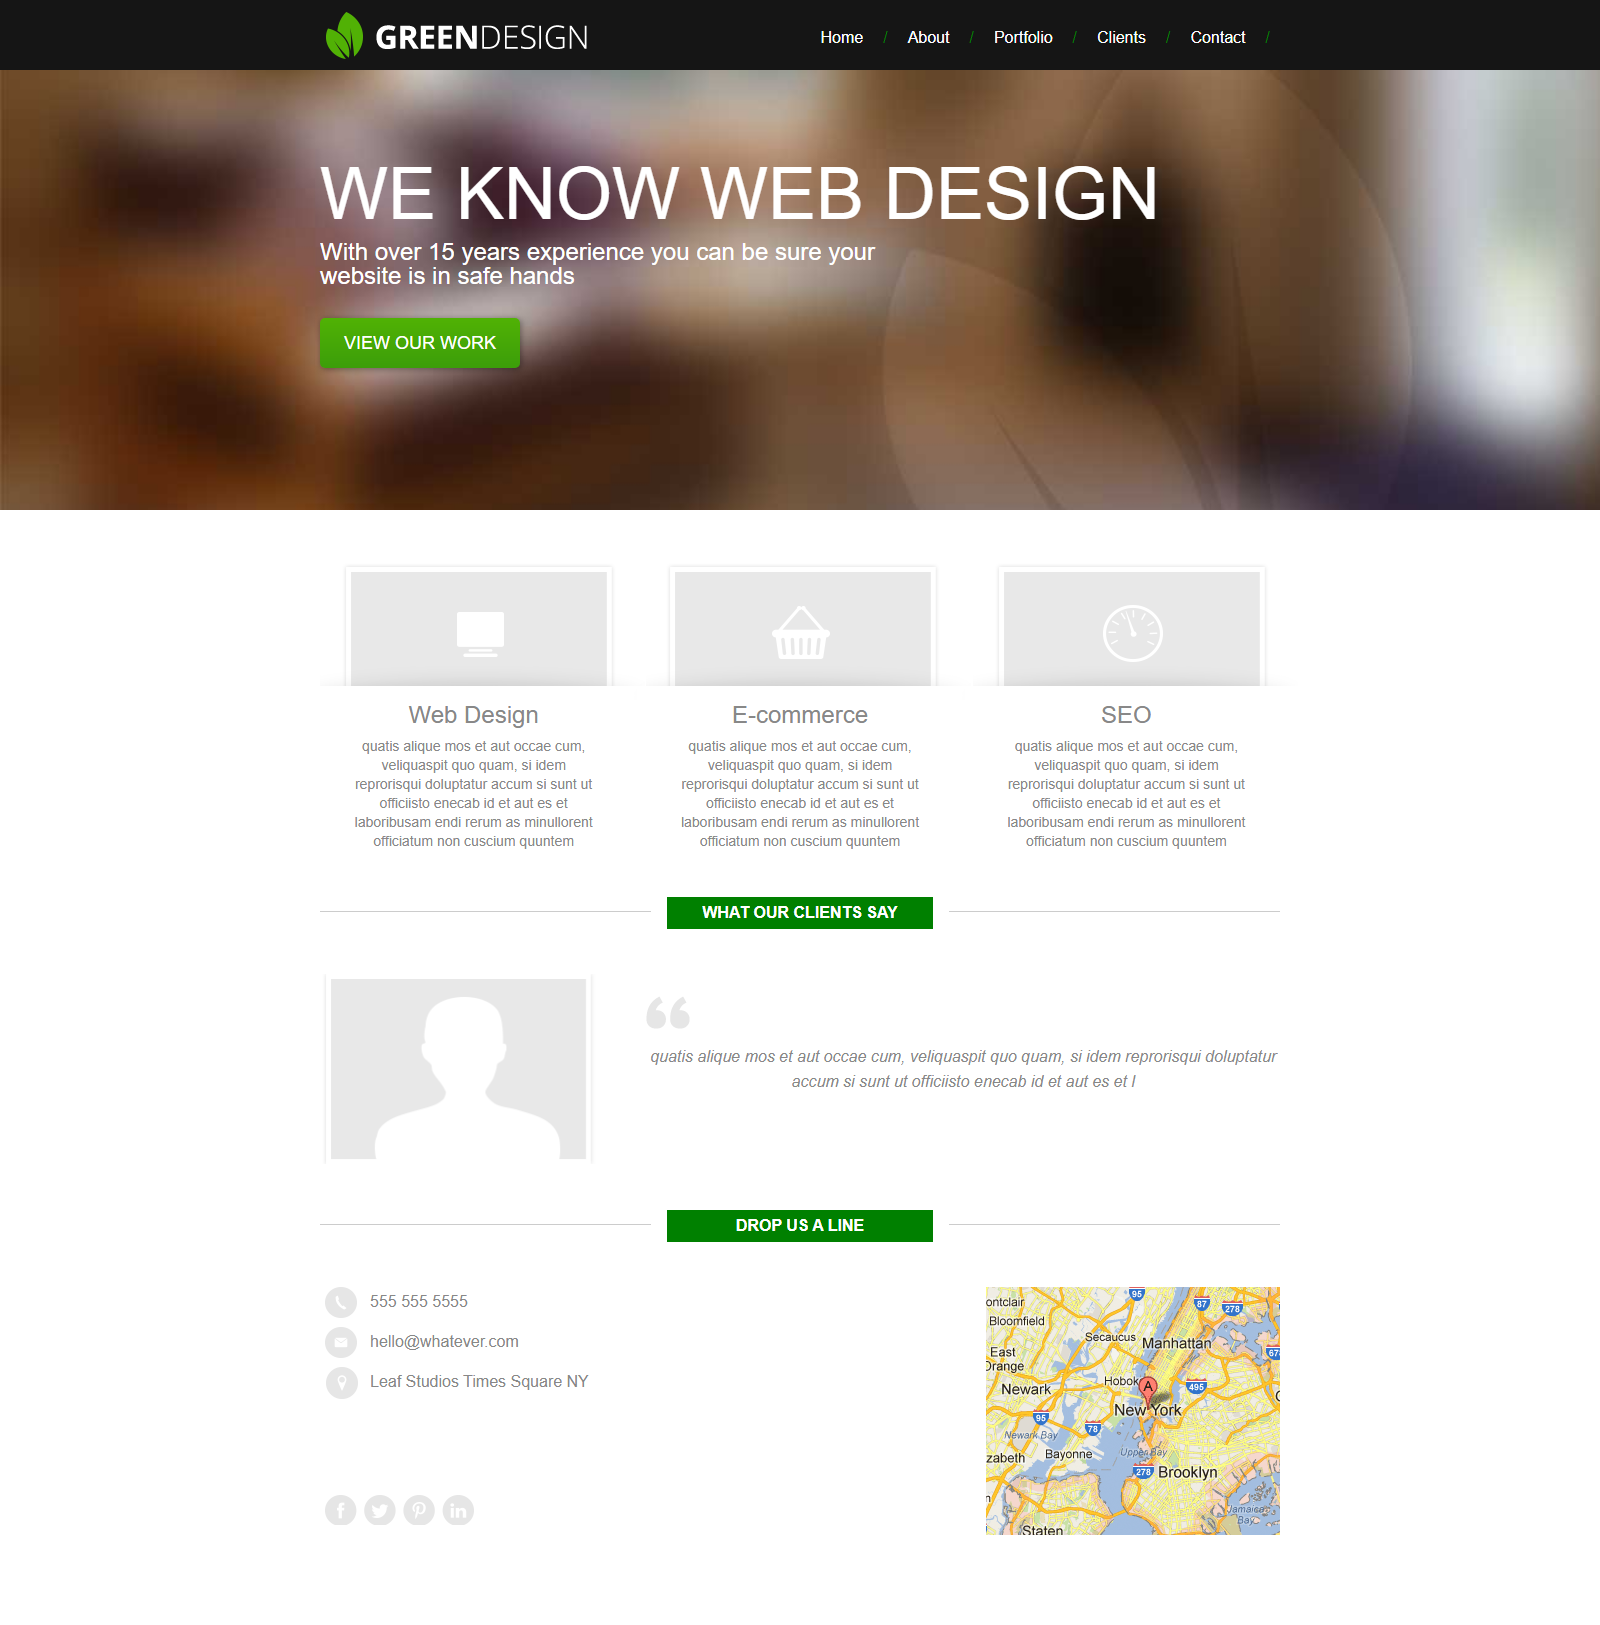 GREENDESIGN
Home / About / Portfolio / Clients / Contact /
WE KNOW WEB DESIGN
With over 15 years experience you can be sure your
website is in safe hands
VIEW OUR WORK
Web Design
quatis alique mos et aut occae cum,
veliquaspit quo quam, si idem
reprorisqui doluptatur accum si sunt ut
officiisto enecab id et aut es et
laboribusam endi rerum as minullorent
officiatum non cuscium quuntem
E-commerce
quatis alique mos et aut occae cum,
veliquaspit quo quam, si idem
reprorisqui doluptatur accum si sunt ut
officiisto enecab id et aut es et
laboribusam endi rerum as minullorent
officiatum non cuscium quuntem
SEO
quatis alique mos et aut occae cum,
veliquaspit quo quam, si idem
reprorisqui doluptatur accum si sunt ut
officiisto enecab id et aut es et
laboribusam endi rerum as minullorent
officiatum non cuscium quuntem
WHAT OUR CLIENTS SAY
“
quatis alique mos et aut occae cum, veliquaspit quo quam, si idem reprorisqui doluptatur
accum si sunt ut officiisto enecab id et aut es et l
DROP US A LINE
555 555 5555
hello@whatever.com
Leaf Studios Times Square NY
95
ontclair
87
278
Bloomfield
Secaucus
Manhattan
East
Orange
Newark
Hobok
A
495
New York
95
78
Newark Bay
Upper Bay
zabeth
Bayonne
278
Brooklyn
Jamaica
Bay
Staten